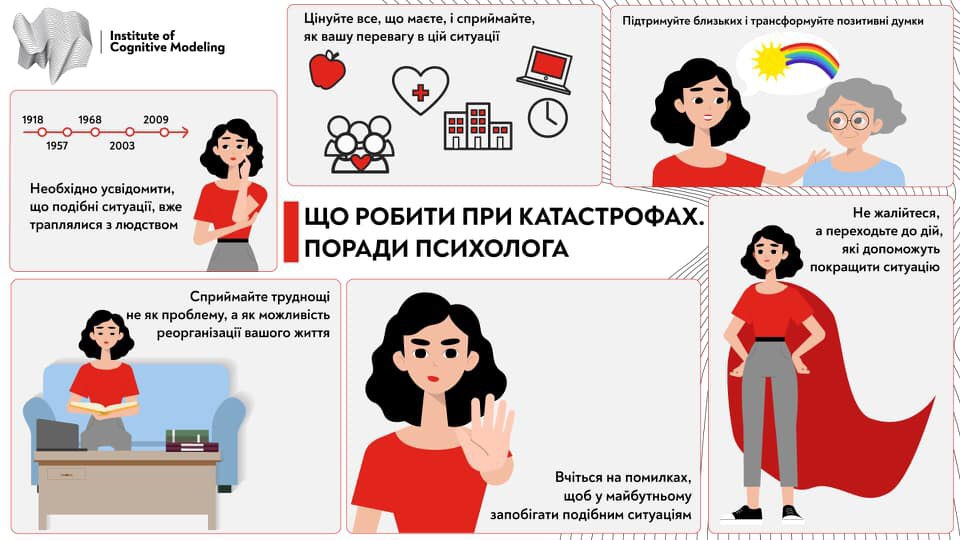 Institute of
Cognitive Modeling
Цінуйте все, що маєте, і сприймайте,
як вашу перевагу в цій ситуації
Підтримуйте близьких і трансформуйте позитивні думки
1918
1968
2009
1957
2003
Необхідно усвідомити,
що подібні ситуації, вже
траплялися з людством
ЩО РОБИТИ ПРИ КАТАСТРОФАХ.
ПОРАДИ ПСИХОЛОГА
Не жалійтеся,
а переходьте до дій,
які допоможуть
покращити ситуацію
Сприймайте труднощі
не як проблему, а як можливість
реорганізації вашого життя
Вчіться на помилках,
щоб у майбутньому
запобігати подібним ситуаціям